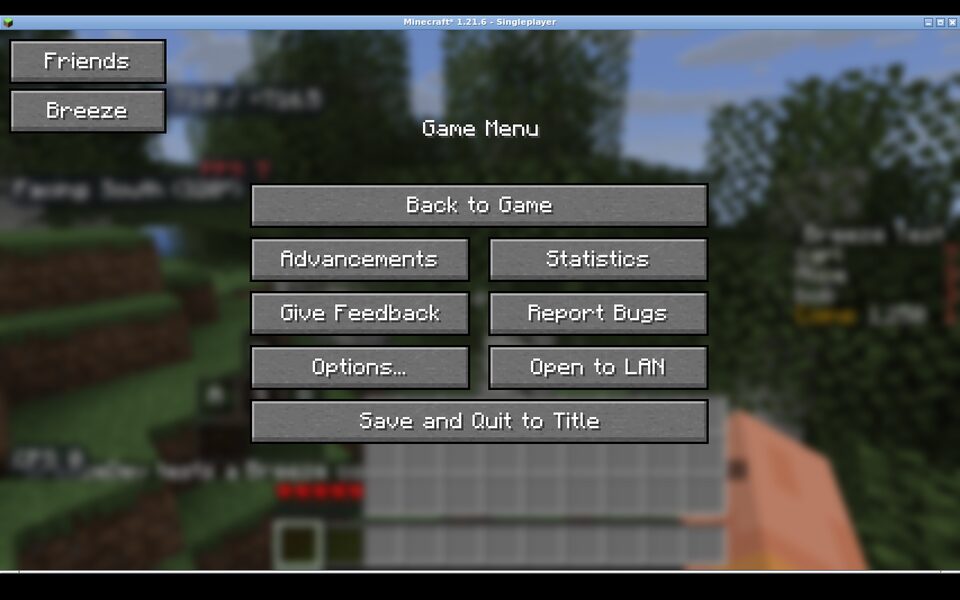 Minecraft* 1.21.6 - Singleplayer
Friends
Breeze
Game Menu
Back to Game
Advancements
Statistics
Give Feedback
Report Bugs
Options...
Open to LAN
Save and Quit to Title